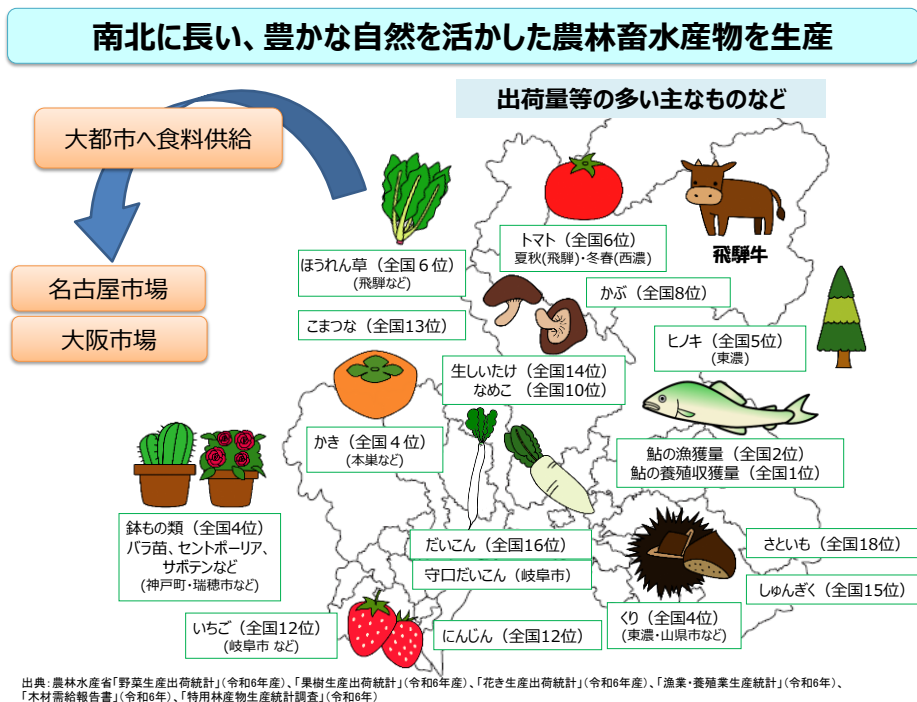 南北に長い、豊かな自然を活かした農林畜水産物を生産
出荷量等の多い主なものなど
大都市へ食料供給
名古屋市場
大阪市場
ほうれん草（全国６位）
(飛騨など)
こまつな（全国13位）
トマト（全国6位）
夏秋(飛騨)・冬春(西濃)
飛騨牛
かぶ（全国8位）
ヒノキ（全国5位）
(東濃)
生しいたけ（全国14位）
なめこ （全国10位）
かき（全国４位）
(本巣など)
鮎の漁獲量（全国2位）
鮎の養殖収獲量（全国1位）
鉢もの類（全国4位）
バラ苗、セントポーリア、
サボテンなど
(神戸町・瑞穂市など)
だいこん（全国16位）
守口だいこん（岐阜市）
さといも（全国18位）
しゅんぎく（全国15位）
くり（全国4位）
(東濃・山県市など)
いちご（全国12位）
(岐阜市 など)
にんじん（全国12位）
出典：農林水産省「野菜生産出荷統計」（令和6年産）、「果樹生産出荷統計」（令和6年産）、「花き生産出荷統計」（令和6年産）、「漁業・養殖業生産統計」（令和6年）、
「木材需給報告書」（令和6年）、「特用林産物生産統計調査」（令和6年）